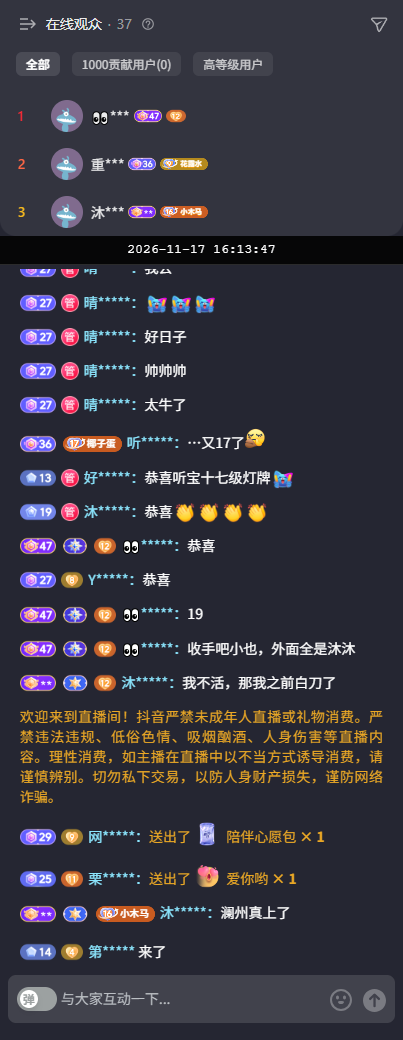 在线观众 · 37
全部
1000贡献用户(0)
高等级用户
1 *** 47 12
2 重*** 36 花露水
3 沐*** ** 16 小木马
2026-11-17 16:13:47
27 管 晴*****：我去
27 管 晴*****：
27 管 晴*****：好日子
27 管 晴*****：帅帅帅
27 管 晴*****：太牛了
36 17 椰子蛋 听*****：…又17了
13 管 好*****：恭喜听宝十七级灯牌
19 管 沐*****：恭喜
47 12 *****：恭喜
27 8 Y*****：恭喜
47 12 *****：19
47 12 *****：收手吧小也，外面全是沐沐
** 12 沐*****：我不活，那我之前白刀了
欢迎来到直播间！抖音严禁未成年人直播或礼物消费。严
禁违法违规、低俗色情、吸烟酗酒、人身伤害等直播内
容。理性消费，如主播在直播中以不当方式诱导消费，请
谨慎辨别。切勿私下交易，以防人身财产损失，谨防网络
诈骗。
29 网*****：送出了 陪伴心愿包 × 1
25 11 栗*****：送出了 爱你哟 × 1
** 16 小木马 沐*****：澜州真上了
14 第***** 来了
弹 与大家互动一下...